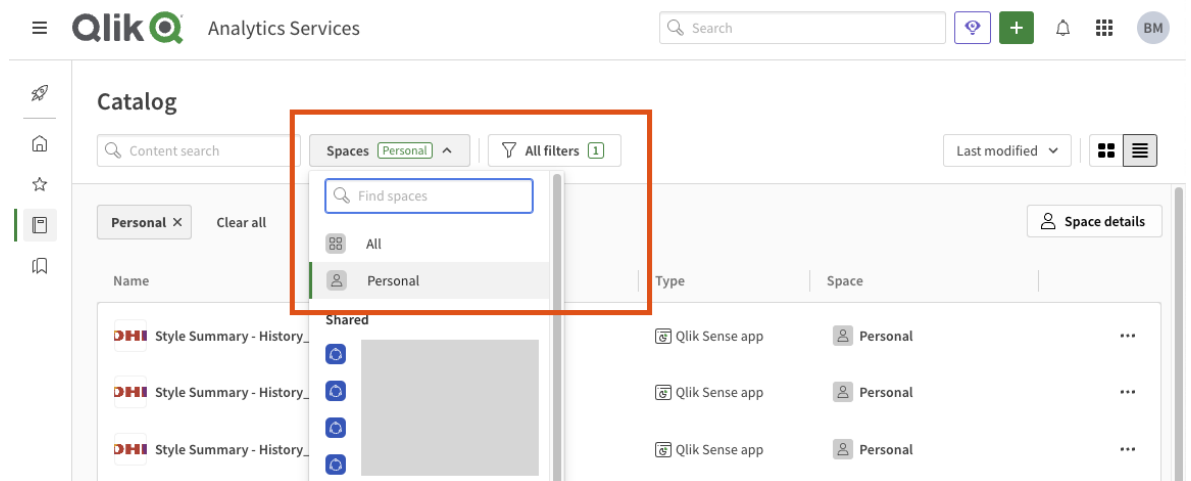 Qlik Analytics Services Search BM
Catalog
Content search Spaces Personal All filters 1 Last modified
Find spaces
Personal Clear all Space details
All
Name Personal Type Space
Shared
DHI Style Summary - History_ Qlik Sense app Personal
DHI Style Summary - History_ Qlik Sense app Personal
DHI Style Summary - History_ Qlik Sense app Personal